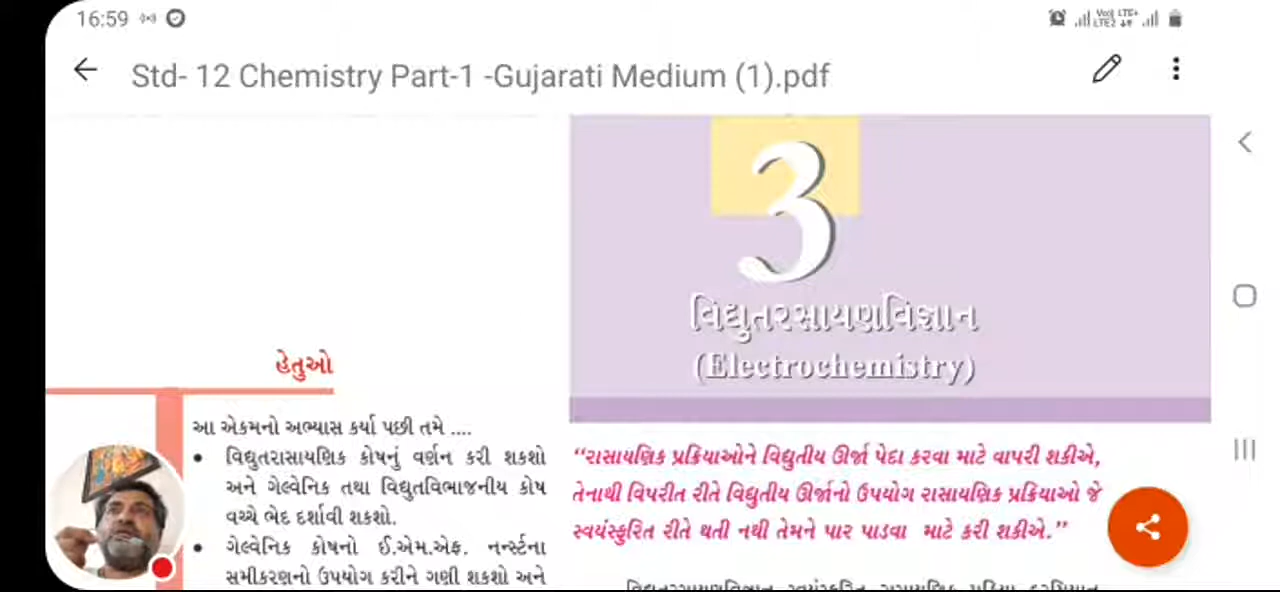 16:59
Vo) LTE+
LTE2
Std- 12 Chemistry Part-1 -Gujarati Medium (1).pdf
3
વિદ્યુતરસાયણવિજ્ઞાન
(Electrochemistry)
હેતુઓ
આ એકમનો અભ્યાસ કર્યા પછી તમે ....
• વિદ્યુતરાસાયણિક કોષનું વર્ણન કરી શકશો
અને ગેલ્વેનિક તથા વિદ્યુતવિભાજનીય કોષ
વચ્ચે ભેદ દર્શાવી શકશો.
• ગેલ્વેનિક કોષનો ઈ.એમ.એફ. નર્ન્સ્ટના
સમીકરણનો ઉપયોગ કરીને ગણી શકશો અને
“રાસાયણિક પ્રક્રિયાઓને વિદ્યુતીય ઊર્જા પેદા કરવા માટે વાપરી શકીએ,
તેનાથી વિપરીત રીતે વિદ્યુતીય ઊર્જાનો ઉપયોગ રાસાયણિક પ્રક્રિયાઓ જે
સ્વયંસ્ફુરિત રીતે થતી નથી તેમને પાર પાડવા માટે કરી શકીએ.”